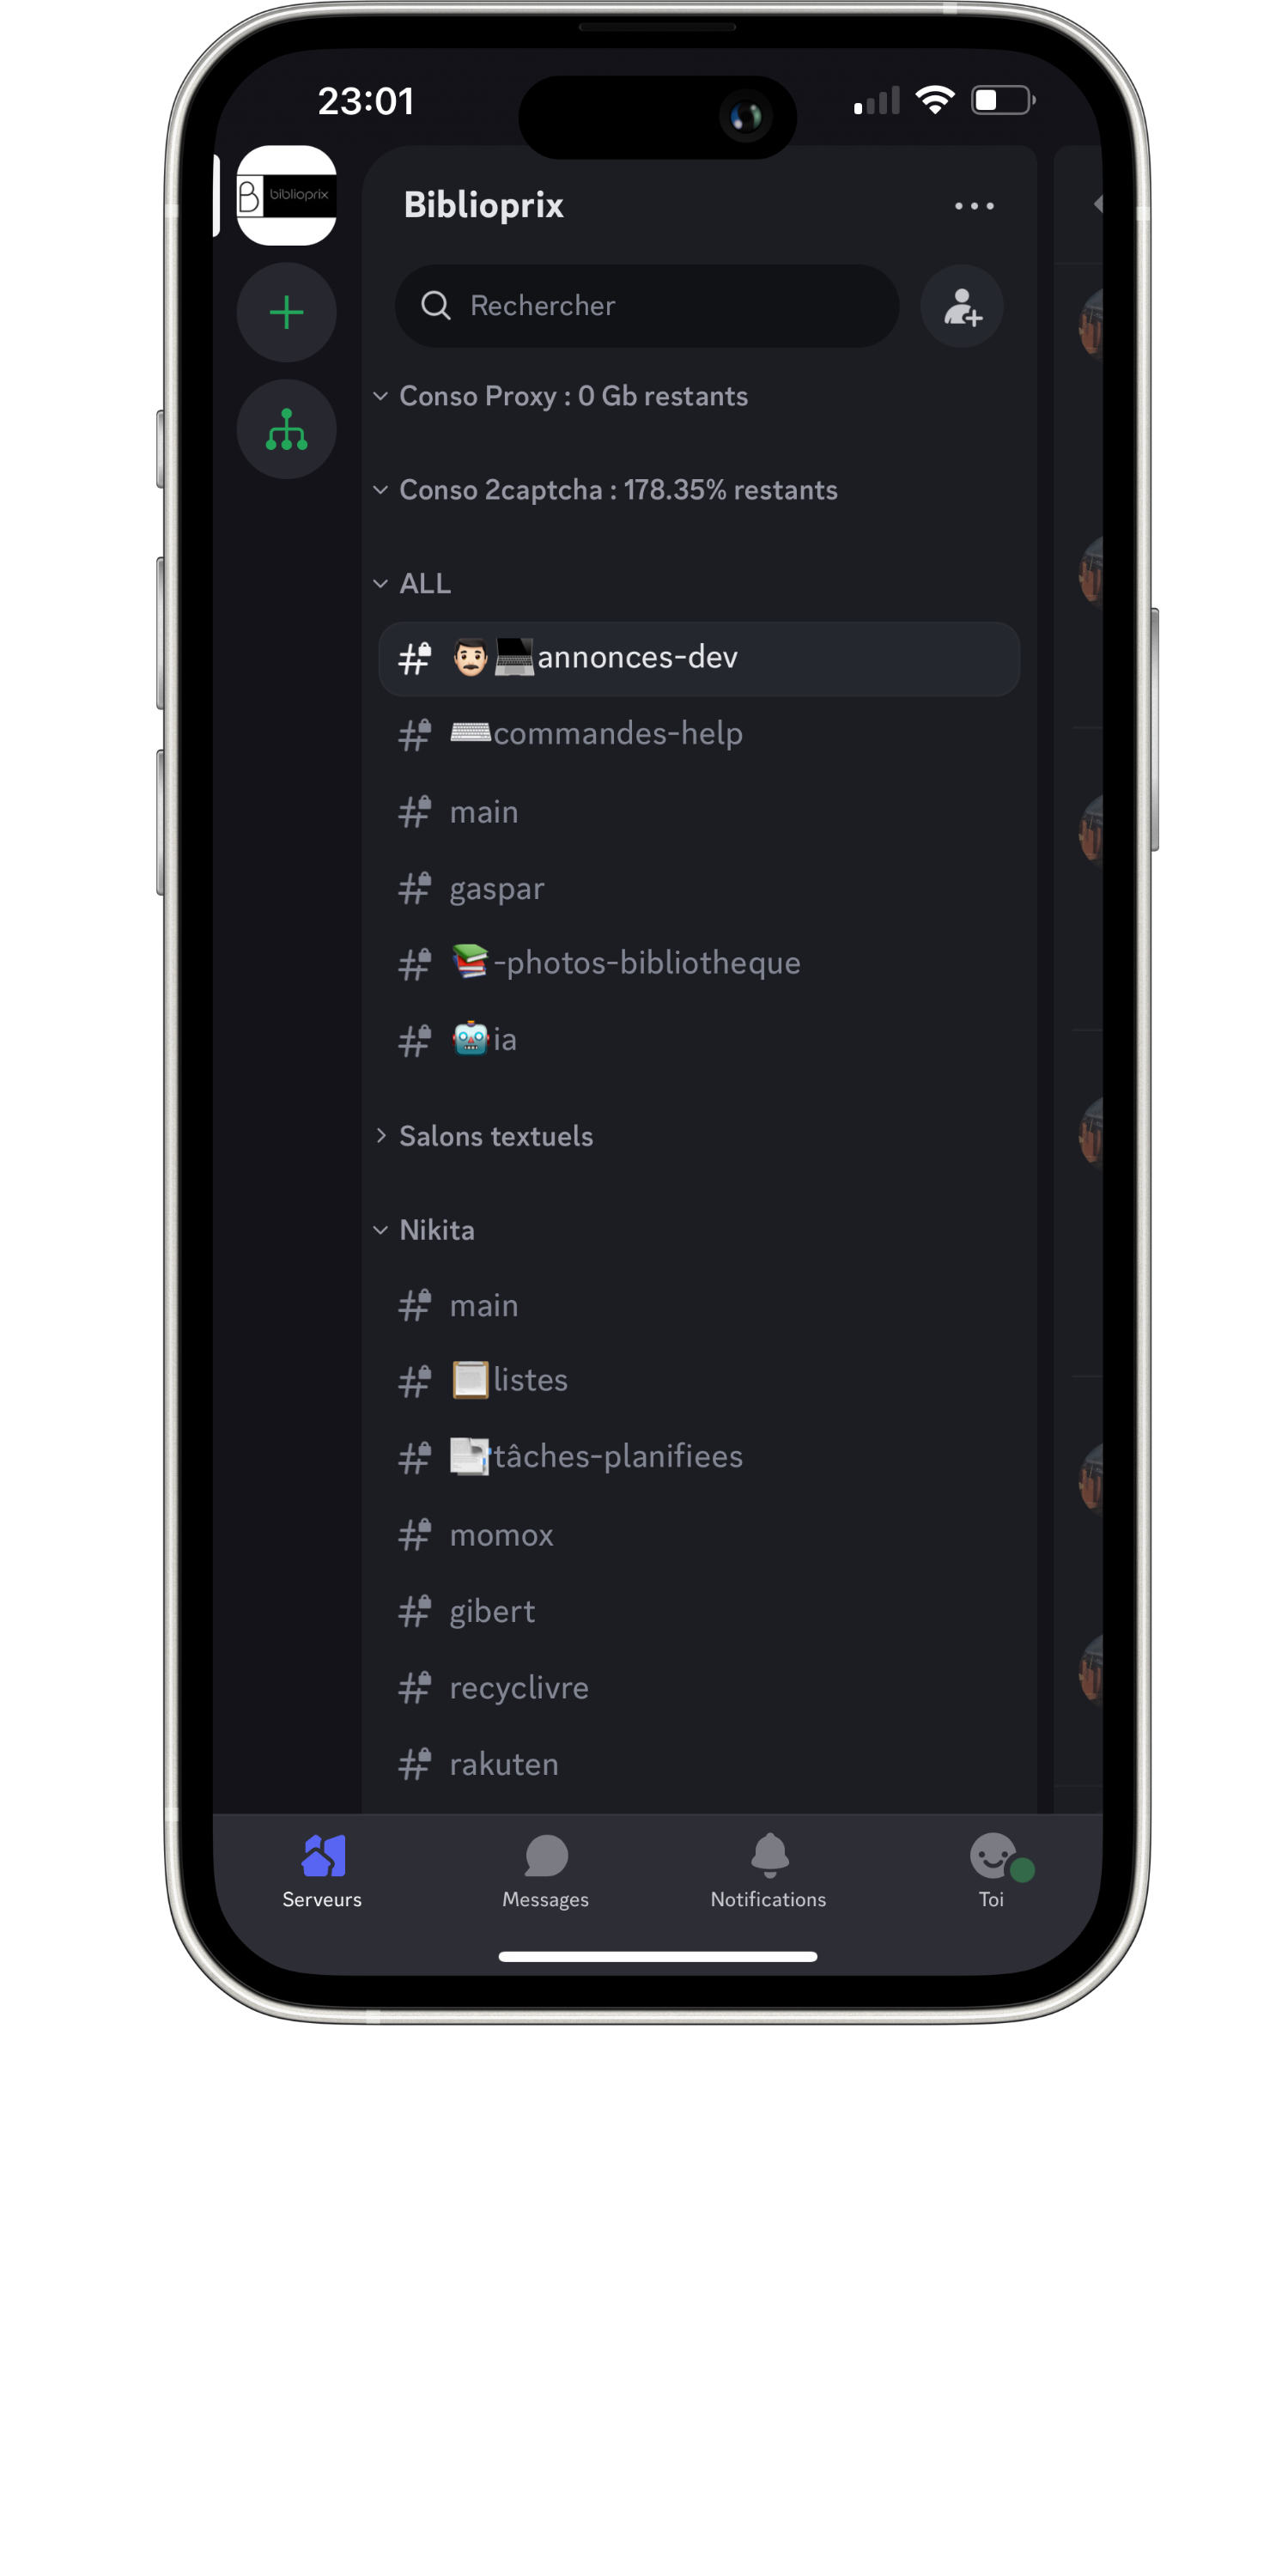 23:01
biblioprix
Biblioprix
Rechercher
Conso Proxy : 0 Gb restants
Conso 2captcha : 178.35% restants
ALL
annonces-dev
commandes-help
main
gaspar
-photos-bibliotheque
ia
Salons textuels
Nikita
main
listes
tâches-planifiees
momox
gibert
recyclivre
rakuten
Serveurs
Messages
Notifications
Toi